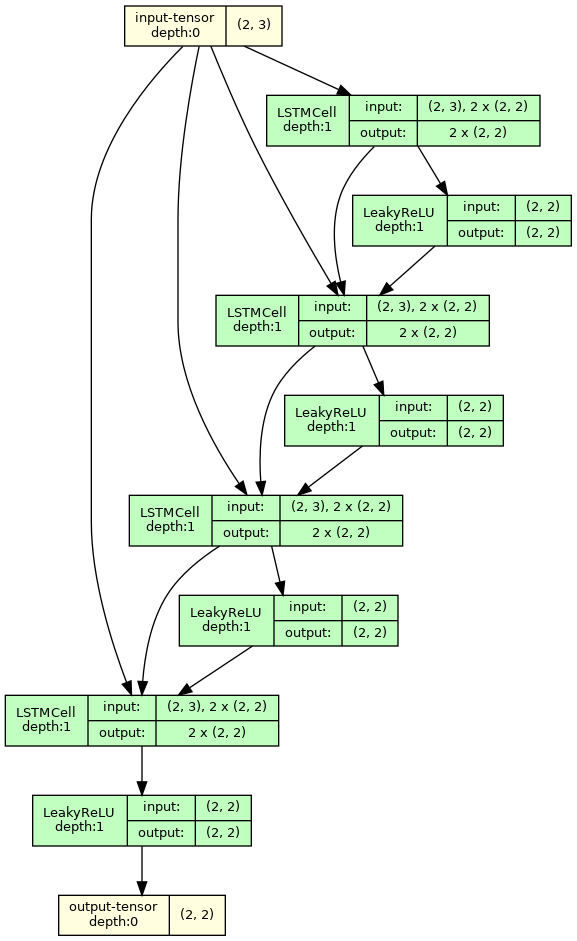 input-tensor
depth:0
(2, 3)
LSTMCell
depth:1
input:
(2, 3), 2 x (2, 2)
output:
2 x (2, 2)
LeakyReLU
depth:1
input:
(2, 2)
output:
(2, 2)
LSTMCell
depth:1
input:
(2, 3), 2 x (2, 2)
output:
2 x (2, 2)
LeakyReLU
depth:1
input:
(2, 2)
output:
(2, 2)
LSTMCell
depth:1
input:
(2, 3), 2 x (2, 2)
output:
2 x (2, 2)
LeakyReLU
depth:1
input:
(2, 2)
output:
(2, 2)
LSTMCell
depth:1
input:
(2, 3), 2 x (2, 2)
output:
2 x (2, 2)
LeakyReLU
depth:1
input:
(2, 2)
output:
(2, 2)
output-tensor
depth:0
(2, 2)